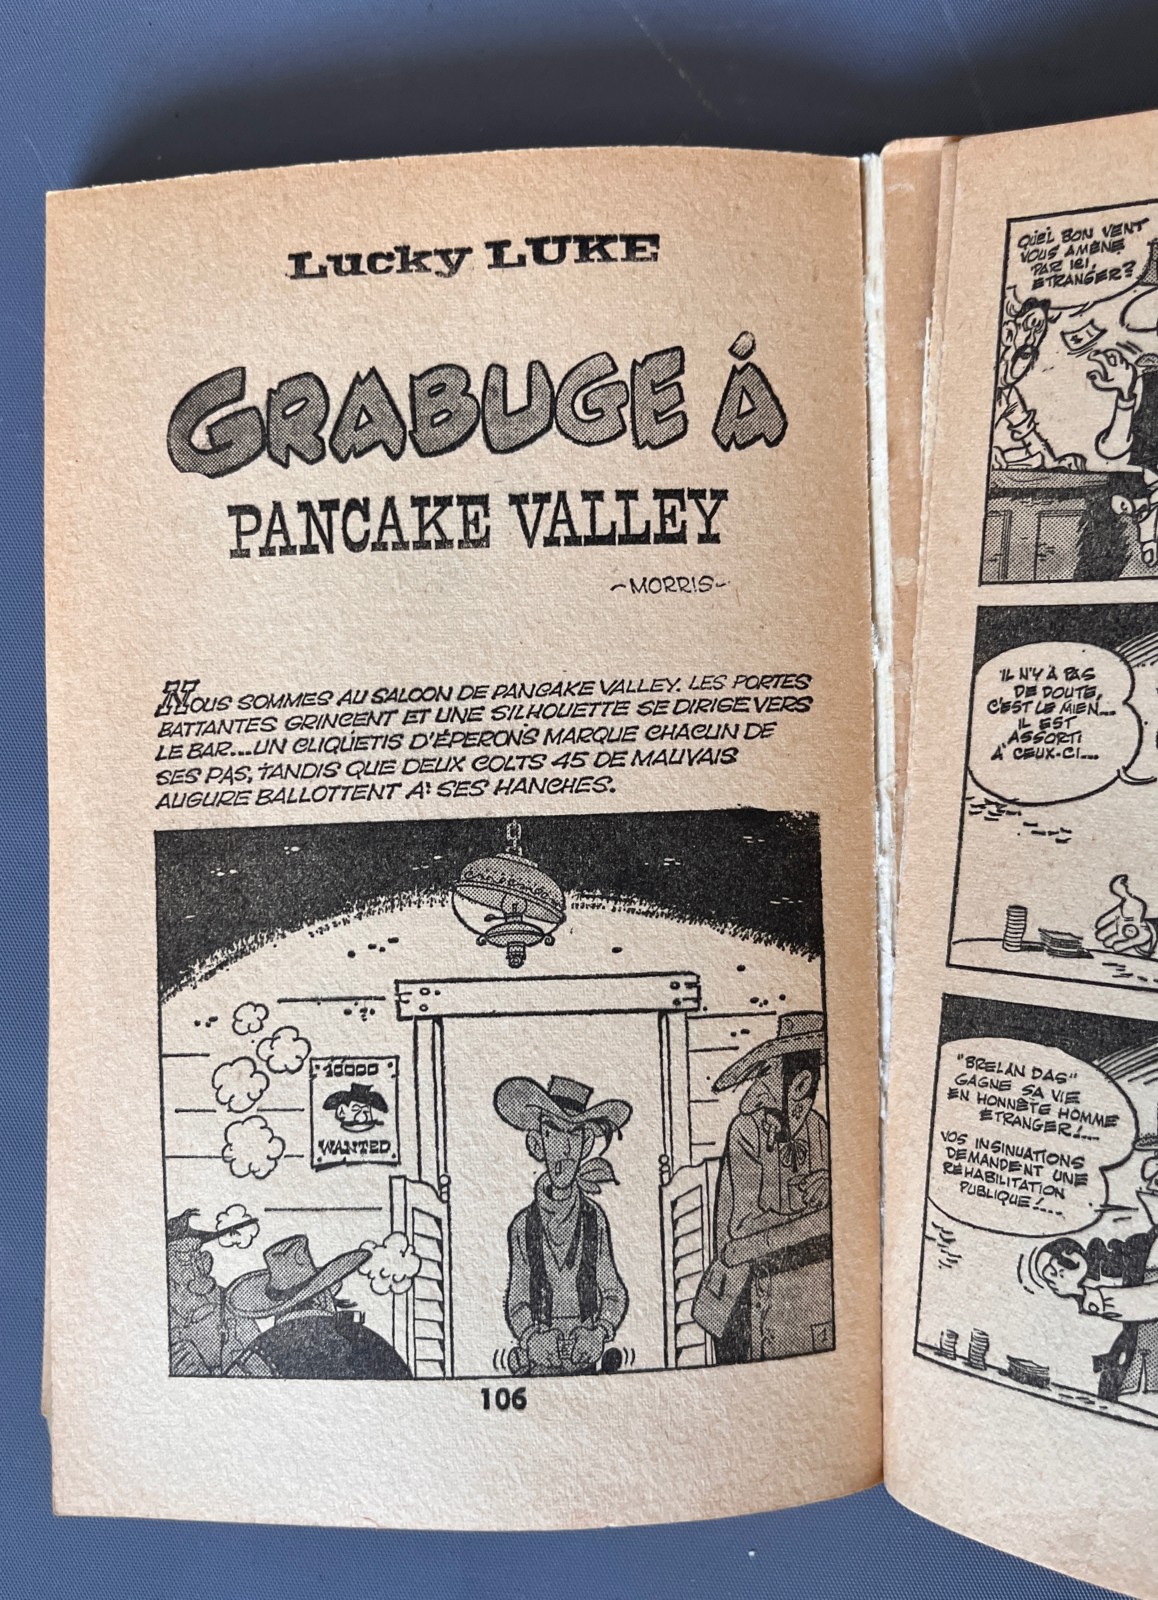 Lucky LUKE
GRABUGE À
PANCAKE VALLEY
~MORRIS~
NOUS SOMMES AU SALOON DE PANCAKE VALLEY. LES PORTES
BATTANTES GRINCENT ET UNE SILHOUETTE SE DIRIGE VERS
LE BAR...UN CLIQUETIS D'ÉPERONS MARQUE CHACUN DE
SES PAS, TANDIS QUE DEUX COLTS 45 DE MAUVAIS
AUGURE BALLOTTENT À SES HANCHES.
10000
WANTED
1
106
QUEL BON VENT
VOUS AMÈNE
PAR ICI,
ETRANGER?
$1
IL N'Y A PAS
DE DOUTE,
C'EST LE MIEN...
IL EST
ASSORTI
À CEUX-CI...
"BRELAN DAS"
GAGNE SA VIE
EN HONNÊTE HOMME
ETRANGER!...
VOS INSINUATIONS
DEMANDENT UNE
RÉHABILITATION
PUBLIQUE!...